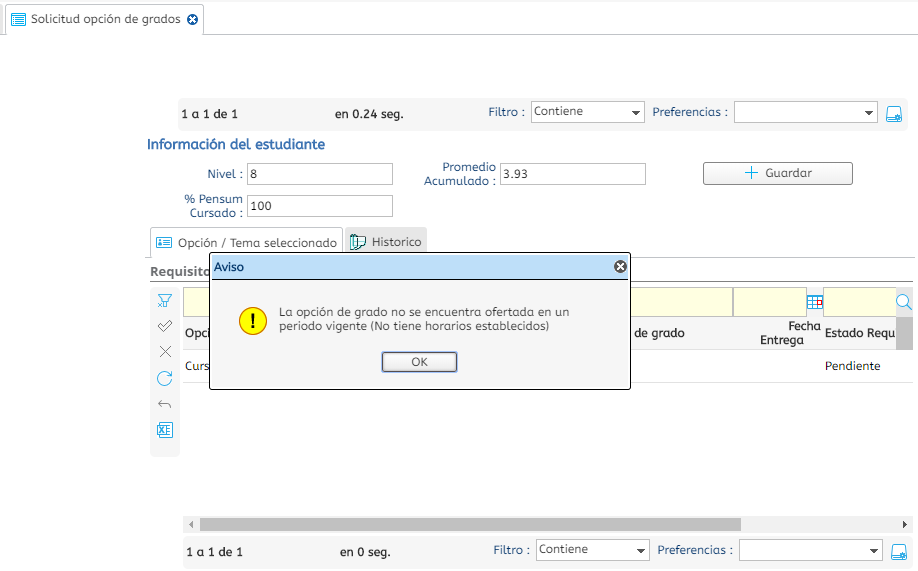 Solicitud opción de grados
1 a 1 de 1 en 0.24 seg. Filtro : Contiene Preferencias :
Información del estudiante
Nivel : 8 Promedio Acumulado : 3.93 Guardar
% Pensum Cursado : 100
Opción / Tema seleccionado Historico
Requisito
Aviso
La opción de grado no se encuentra ofertada en un
periodo vigente (No tiene horarios establecidos)
OK
Opci de grado Fecha Entrega Estado Requ
Curs Pendiente
1 a 1 de 1 en 0 seg. Filtro : Contiene Preferencias :